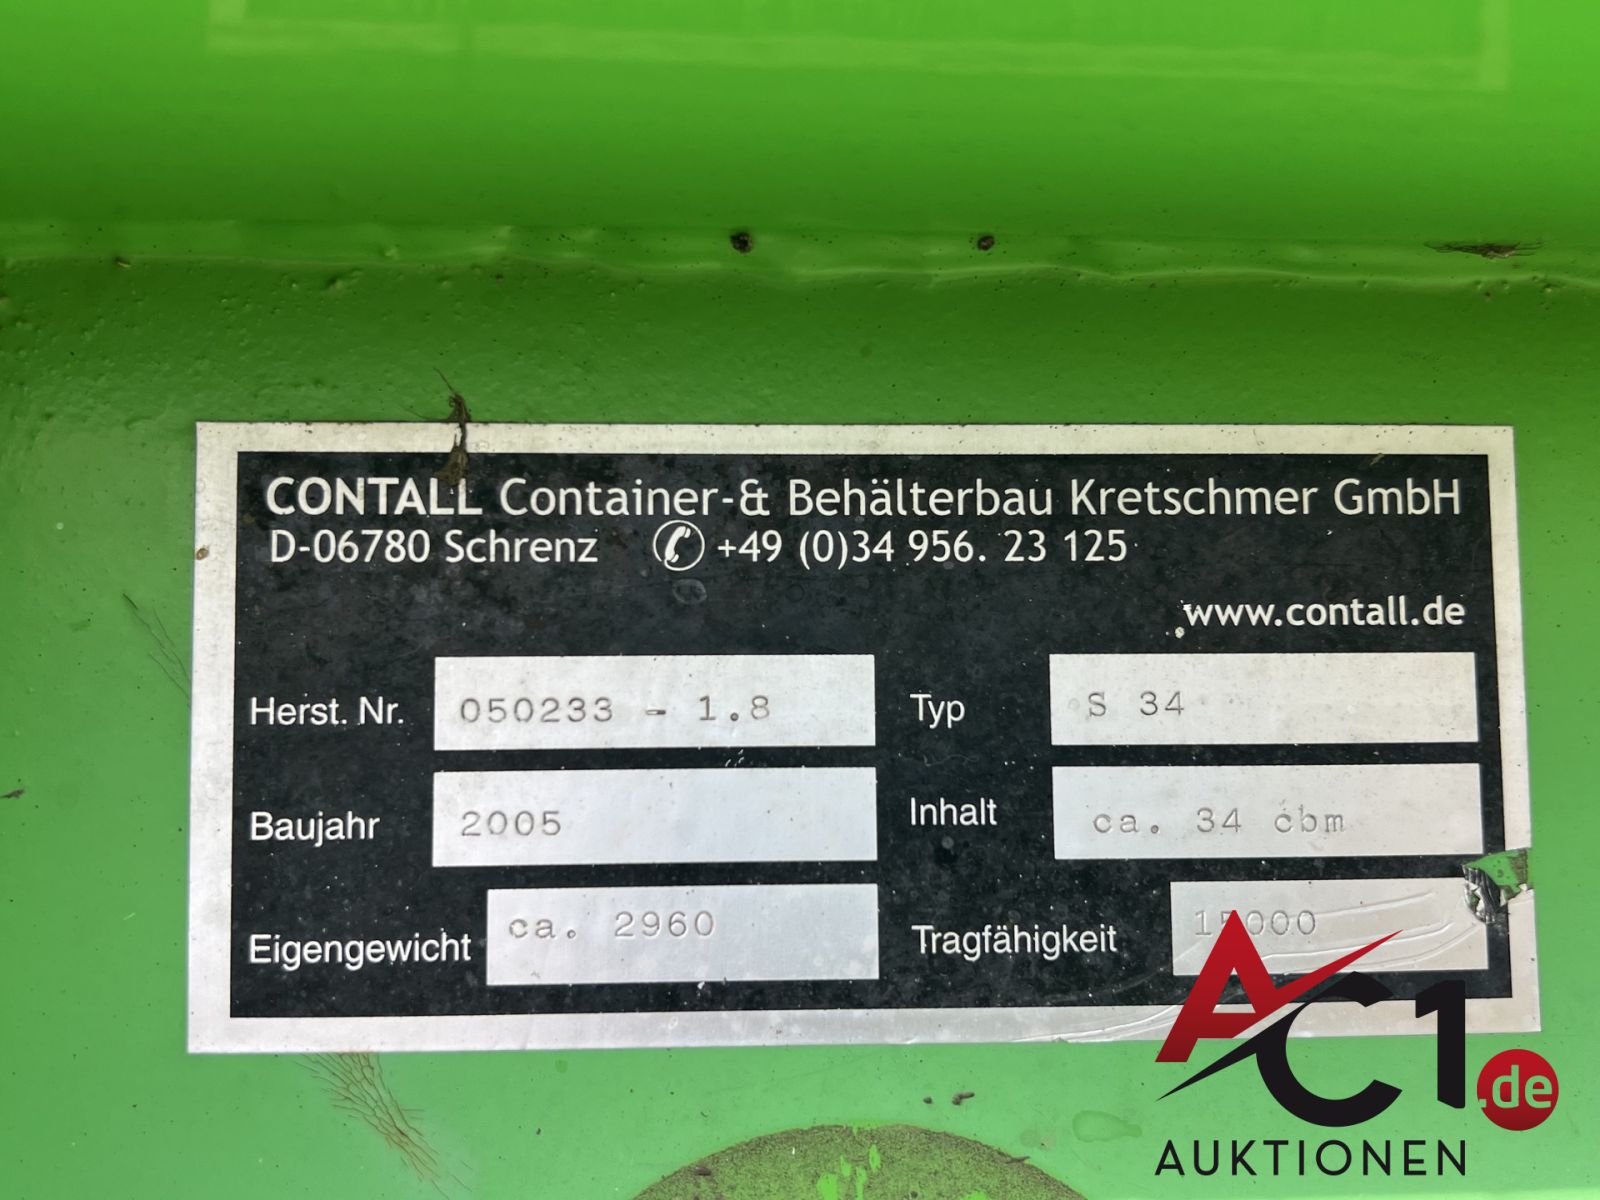 CONTALL Container-& Behälterbau Kretschmer GmbH
D-06780 Schrenz +49 (0)34 956. 23 125
www.contall.de
Herst. Nr. 050233 - 1.8 Typ S 34
Baujahr 2005 Inhalt ca. 34 cbm
Eigengewicht ca. 2960 Tragfähigkeit
AC1.de
AUKTIONEN